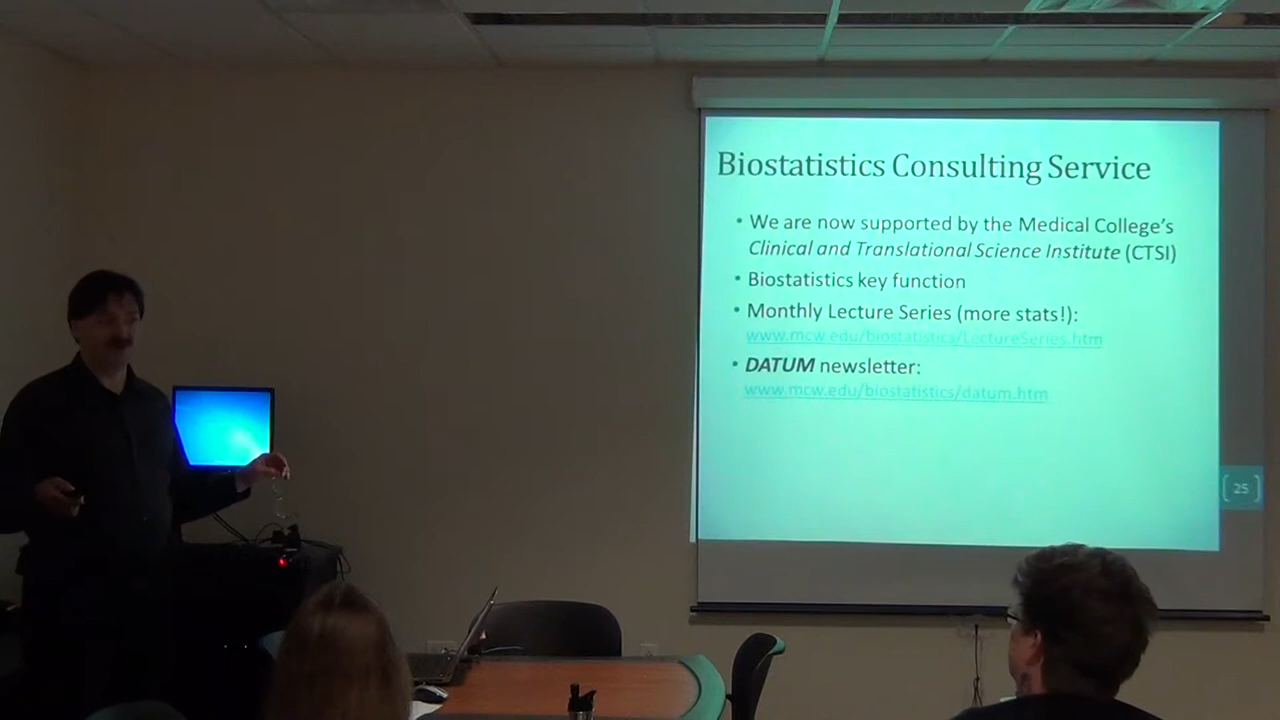 Biostatistics Consulting Service
• We are now supported by the Medical College's
Clinical and Translational Science Institute (CTSI)
• Biostatistics key function
• Monthly Lecture Series (more stats!):
www.mcw.edu/biostatistics/LectureSeries.htm
• DATUM newsletter:
www.mcw.edu/biostatistics/datum.htm
[ 25 ]